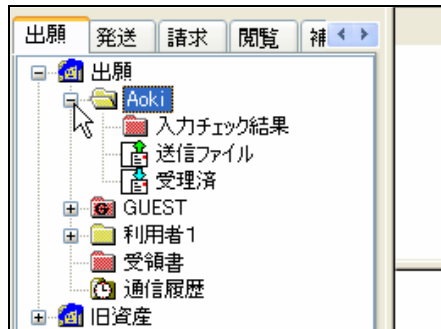 出願 発送 請求 閲覧 補
出願
Aoki
入力チェック結果
送信ファイル
受理済
G GUEST
利用者1
受領書
通信履歴
旧資産